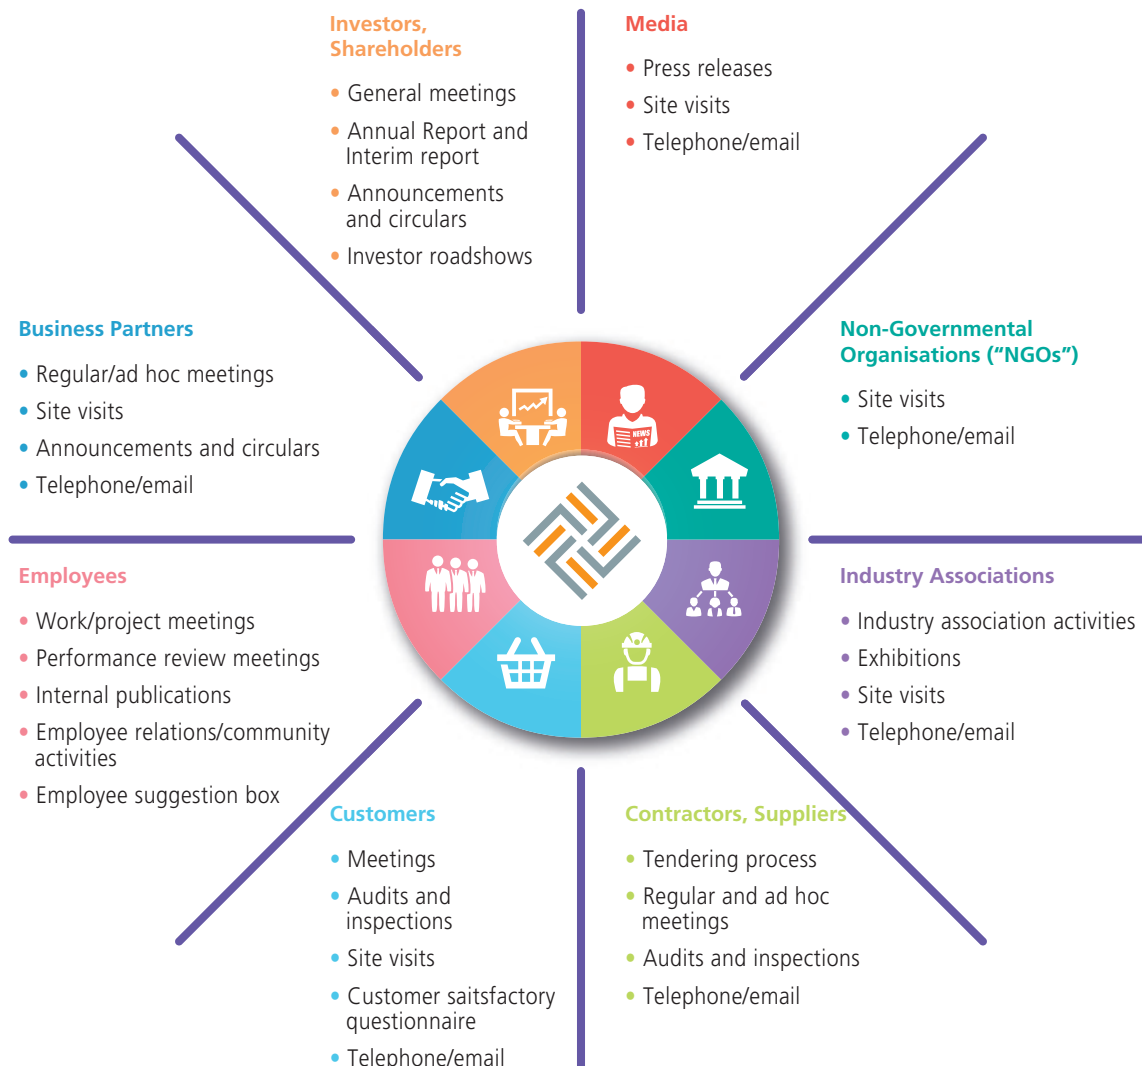 Investors,
Shareholders
• General meetings
• Annual Report and
Interim report
• Announcements
and circulars
• Investor roadshows
Media
• Press releases
• Site visits
• Telephone/email
Business Partners
• Regular/ad hoc meetings
• Site visits
• Announcements and circulars
• Telephone/email
Non-Governmental
Organisations ("NGOs")
• Site visits
• Telephone/email
NEWS
Employees
• Work/project meetings
• Performance review meetings
• Internal publications
• Employee relations/community
activities
• Employee suggestion box
Industry Associations
• Industry association activities
• Exhibitions
• Site visits
• Telephone/email
Customers
• Meetings
• Audits and
inspections
• Site visits
• Customer saitsfactory
questionnaire
• Telephone/email
Contractors, Suppliers
• Tendering process
• Regular and ad hoc
meetings
• Audits and inspections
• Telephone/email